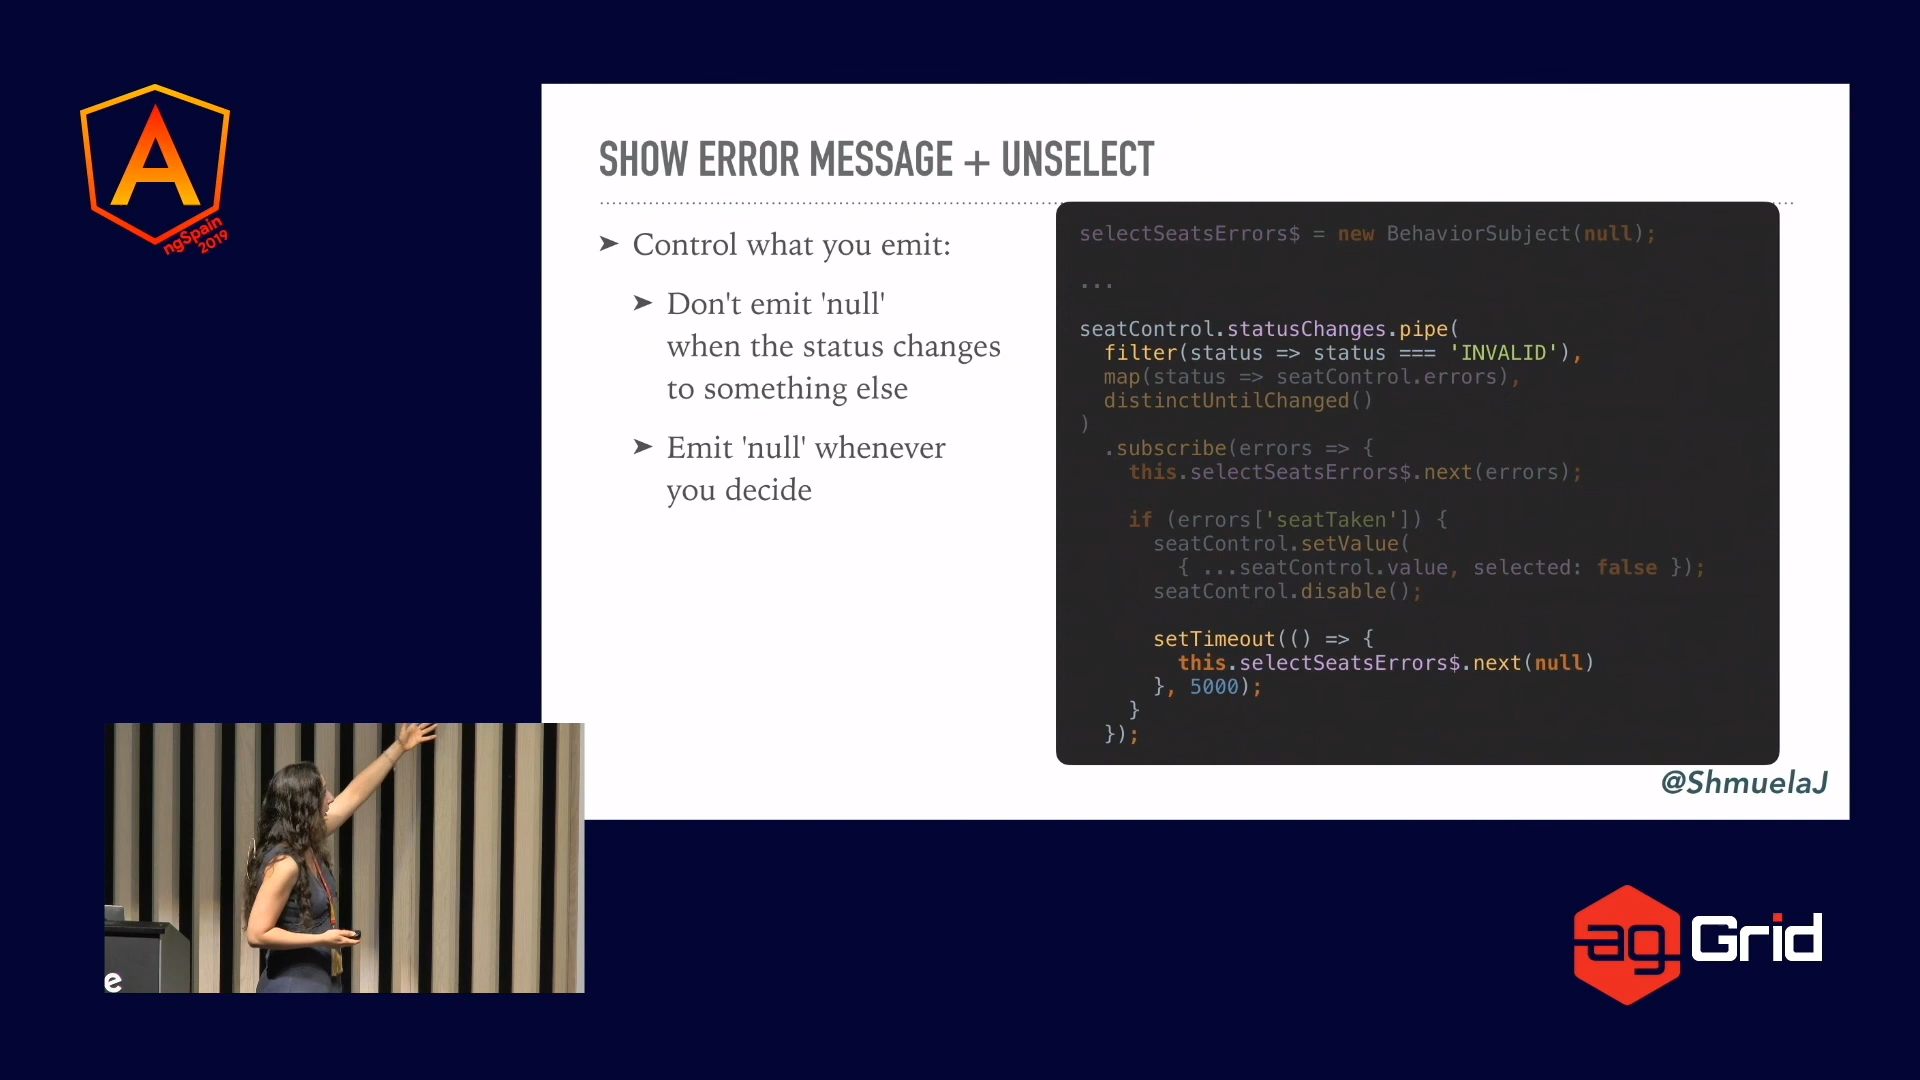 A
ngSpain
2019
SHOW ERROR MESSAGE + UNSELECT
➤ Control what you emit:
➤ Don't emit 'null'
when the status changes
to something else
➤ Emit 'null' whenever
you decide
selectSeatsErrors$ = new BehaviorSubject(null);
...
seatControl.statusChanges.pipe(
filter(status => status === 'INVALID'),
map(status => seatControl.errors),
distinctUntilChanged()
)
.subscribe(errors => {
this.selectSeatsErrors$.next(errors);
if (errors['seatTaken']) {
seatControl.setValue(
{ ...seatControl.value, selected: false });
seatControl.disable();
setTimeout(() => {
this.selectSeatsErrors$.next(null)
}, 5000);
}
});
@ShmuelaJ
e
ag Grid